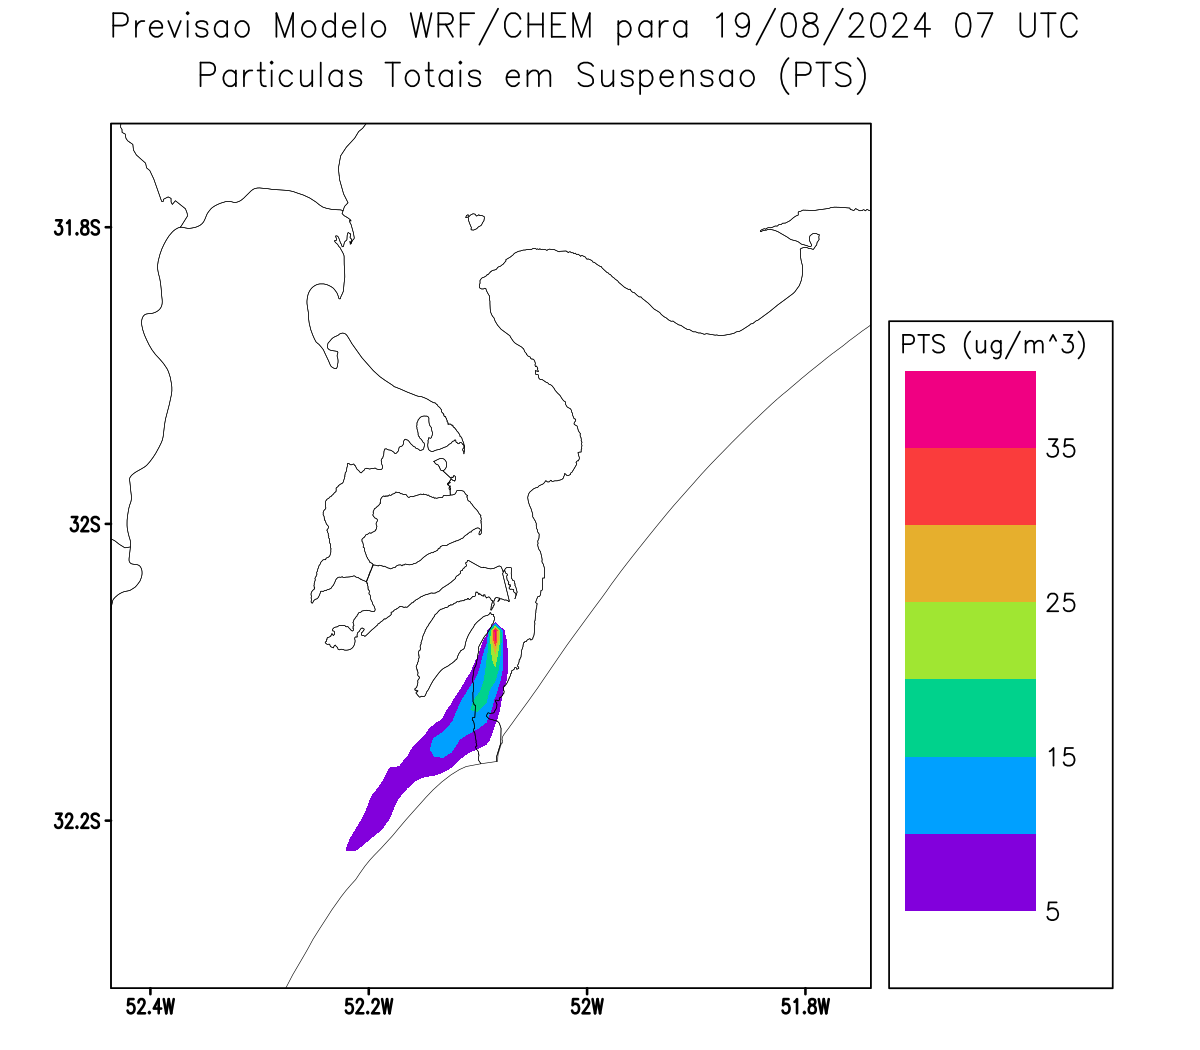 Previsao Modelo WRF/CHEM para 19/08/2024 07 UTC
Particulas Totais em Suspensao (PTS)
31.8S
32S
32.2S
52.4W
52.2W
52W
51.8W
PTS (ug/m^3)
35
25
15
5